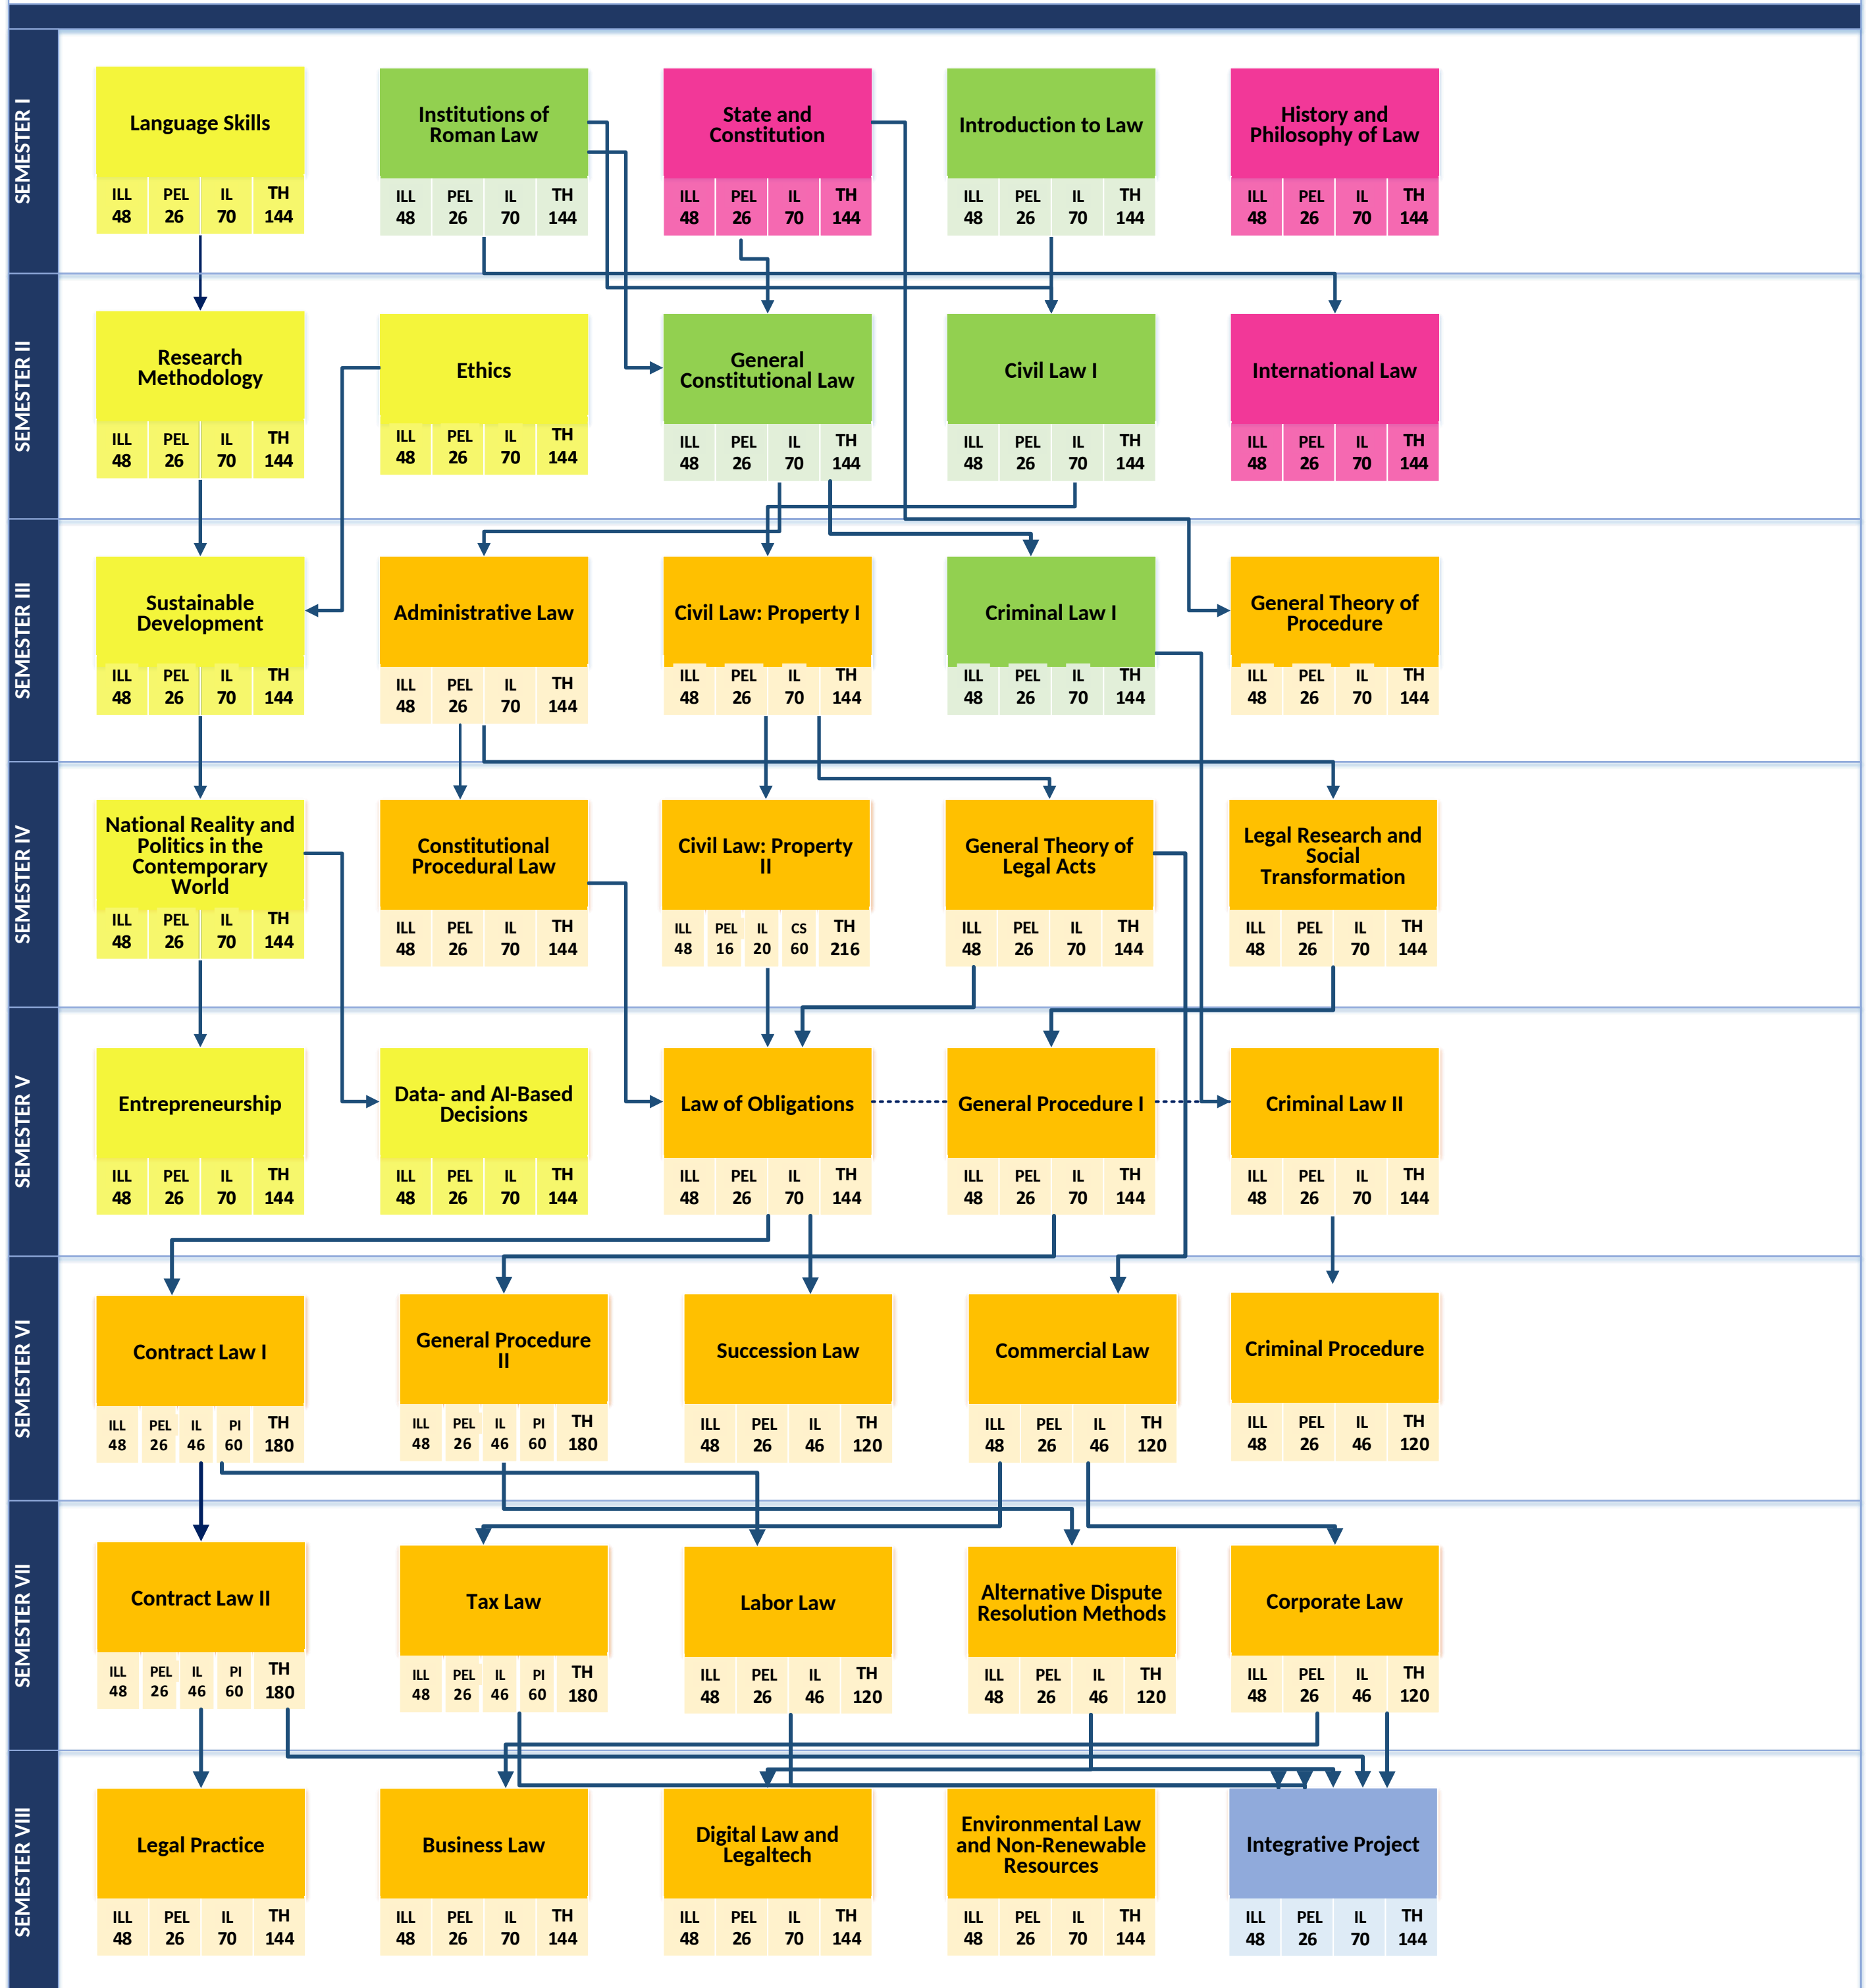 SEMESTER I
Language Skills
ILL PEL IL TH
48 26 70 144
Institutions of
Roman Law
ILL PEL IL TH
48 26 70 144
State and
Constitution
ILL PEL IL TH
48 26 70 144
Introduction to Law
ILL PEL IL TH
48 26 70 144
History and
Philosophy of Law
ILL PEL IL TH
48 26 70 144
SEMESTER II
Research
Methodology
ILL PEL IL TH
48 26 70 144
Ethics
ILL PEL IL TH
48 26 70 144
General
Constitutional Law
ILL PEL IL TH
48 26 70 144
Civil Law I
ILL PEL IL TH
48 26 70 144
International Law
ILL PEL IL TH
48 26 70 144
SEMESTER III
Sustainable
Development
ILL PEL IL TH
48 26 70 144
Administrative Law
ILL PEL IL TH
48 26 70 144
Civil Law: Property I
ILL PEL IL TH
48 26 70 144
Criminal Law I
ILL PEL IL TH
48 26 70 144
General Theory of
Procedure
ILL PEL IL TH
48 26 70 144
SEMESTER IV
National Reality and
Politics in the
Contemporary
World
ILL PEL IL TH
48 26 70 144
Constitutional
Procedural Law
ILL PEL IL TH
48 26 70 144
Civil Law: Property
II
ILL PEL IL CS TH
48 16 20 60 216
General Theory of
Legal Acts
ILL PEL IL TH
48 26 70 144
Legal Research and
Social
Transformation
ILL PEL IL TH
48 26 70 144
SEMESTER V
Entrepreneurship
ILL PEL IL TH
48 26 70 144
Data- and AI-Based
Decisions
ILL PEL IL TH
48 26 70 144
Law of Obligations
ILL PEL IL TH
48 26 70 144
General Procedure I
ILL PEL IL TH
48 26 70 144
Criminal Law II
ILL PEL IL TH
48 26 70 144
SEMESTER VI
Contract Law I
ILL PEL IL PI TH
48 26 46 60 180
General Procedure
II
ILL PEL IL PI TH
48 26 46 60 180
Succession Law
ILL PEL IL TH
48 26 46 120
Commercial Law
ILL PEL IL TH
48 26 46 120
Criminal Procedure
ILL PEL IL TH
48 26 46 120
SEMESTER VII
Contract Law II
ILL PEL IL PI TH
48 26 46 60 180
Tax Law
ILL PEL IL PI TH
48 26 46 60 180
Labor Law
ILL PEL IL TH
48 26 46 120
Alternative Dispute
Resolution Methods
ILL PEL IL TH
48 26 46 120
Corporate Law
ILL PEL IL TH
48 26 46 120
SEMESTER VIII
Legal Practice
ILL PEL IL TH
48 26 70 144
Business Law
ILL PEL IL TH
48 26 70 144
Digital Law and
Legaltech
ILL PEL IL TH
48 26 70 144
Environmental Law
and Non-Renewable
Resources
ILL PEL IL TH
48 26 70 144
Integrative Project
ILL PEL IL TH
48 26 70 144